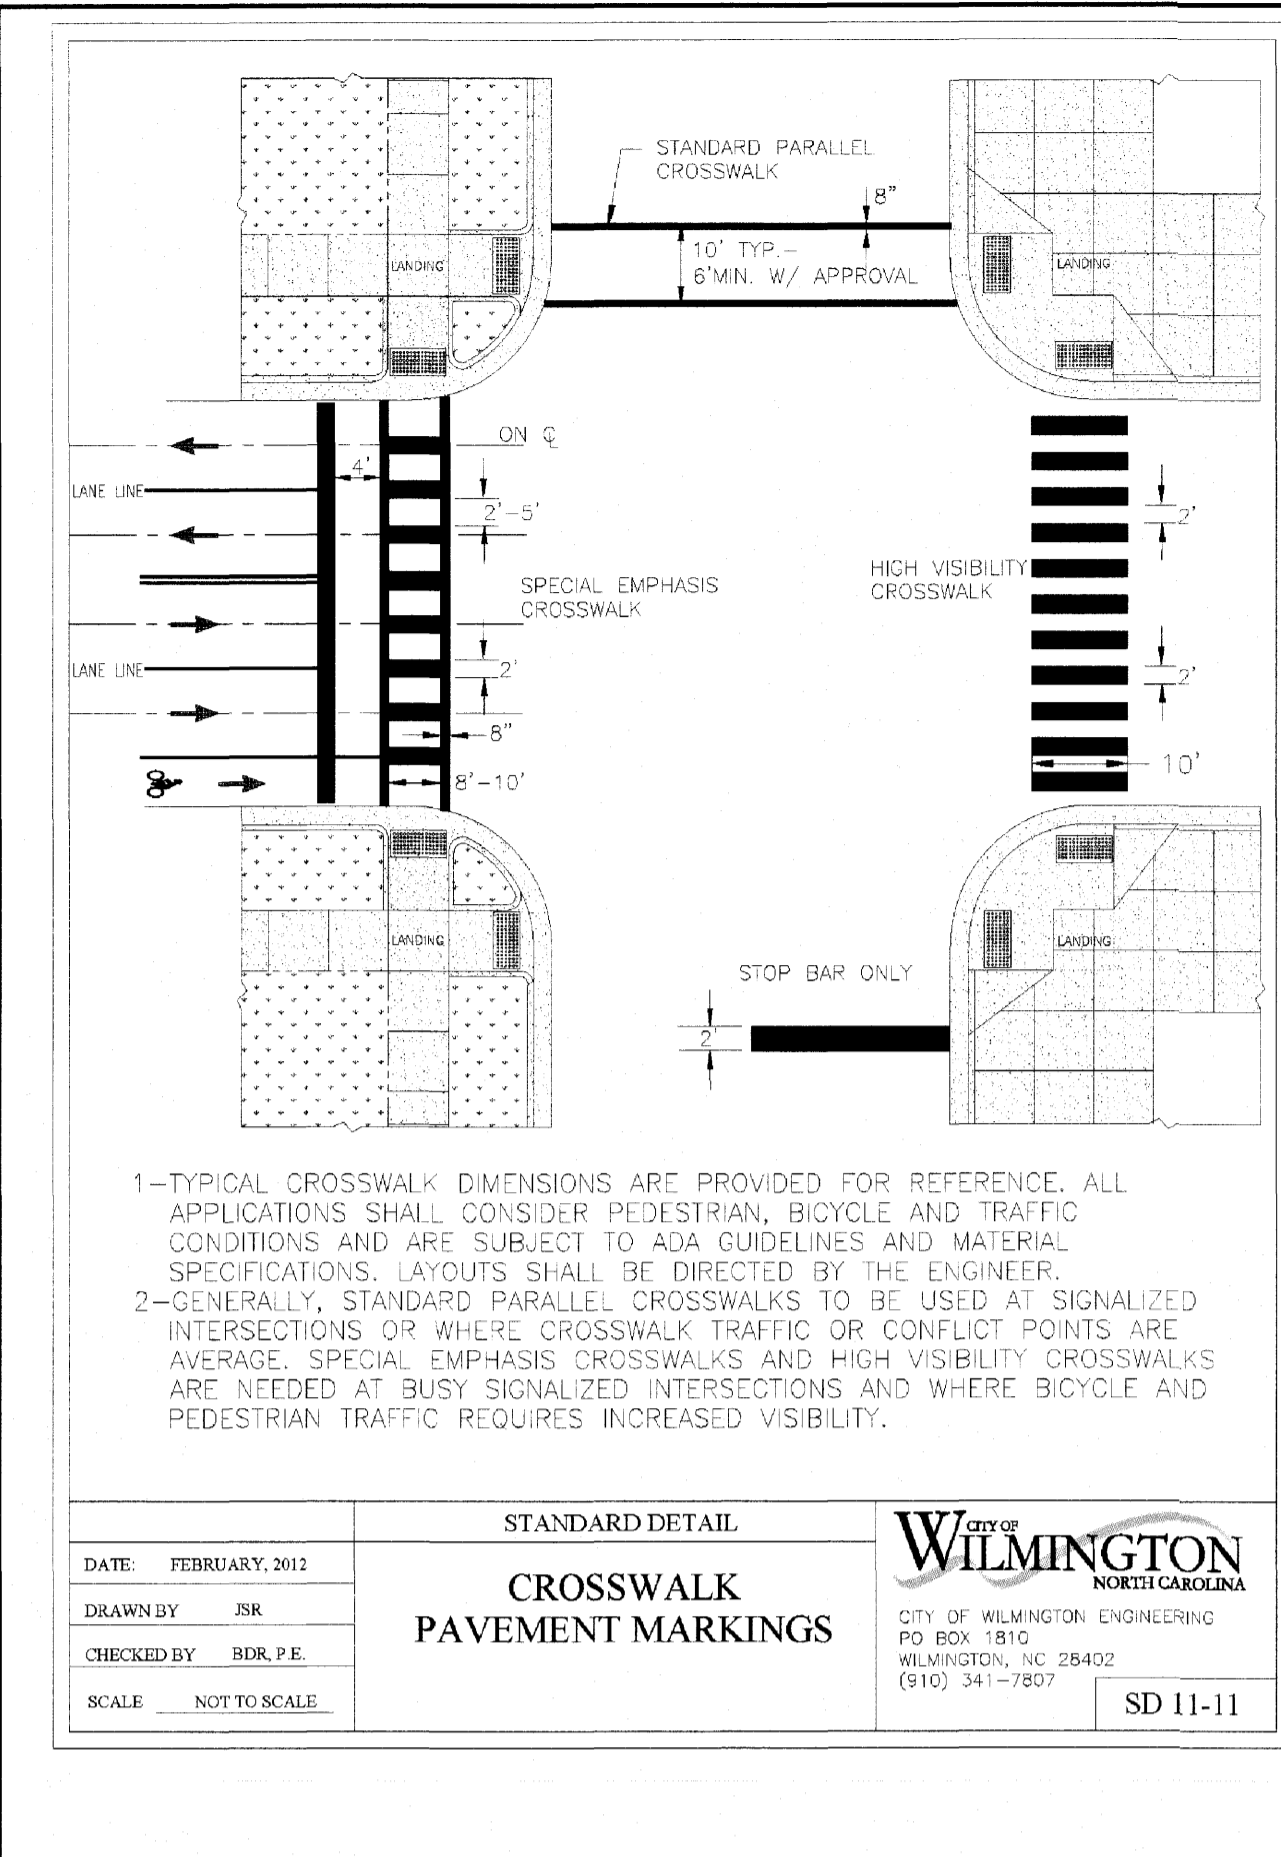 STANDARD PARALLEL
CROSSWALK
8"
10' TYP.-
6'MIN. W/ APPROVAL
LANDING
LANDING
ON ℄
4'
LANE LINE
2'-5'
2'
HIGH VISIBILITY
CROSSWALK
SPECIAL EMPHASIS
CROSSWALK
LANE LINE
2'
2'
8"
8'-10'
10'
LANDING
LANDING
STOP BAR ONLY
2'
1-TYPICAL CROSSWALK DIMENSIONS ARE PROVIDED FOR REFERENCE. ALL
APPLICATIONS SHALL CONSIDER PEDESTRIAN, BICYCLE AND TRAFFIC
CONDITIONS AND ARE SUBJECT TO ADA GUIDELINES AND MATERIAL
SPECIFICATIONS. LAYOUTS SHALL BE DIRECTED BY THE ENGINEER.
2-GENERALLY, STANDARD PARALLEL CROSSWALKS TO BE USED AT SIGNALIZED
INTERSECTIONS OR WHERE CROSSWALK TRAFFIC OR CONFLICT POINTS ARE
AVERAGE. SPECIAL EMPHASIS CROSSWALKS AND HIGH VISIBILITY CROSSWALKS
ARE NEEDED AT BUSY SIGNALIZED INTERSECTIONS AND WHERE BICYCLE AND
PEDESTRIAN TRAFFIC REQUIRES INCREASED VISIBILITY.
DATE: FEBRUARY, 2012
DRAWN BY JSR
CHECKED BY BDR, P.E.
SCALE NOT TO SCALE
STANDARD DETAIL
CROSSWALK
PAVEMENT MARKINGS
CITY OF
WILMINGTON
NORTH CAROLINA
CITY OF WILMINGTON ENGINEERING
PO BOX 1810
WILMINGTON, NC 28402
(910) 341-7807
SD 11-11